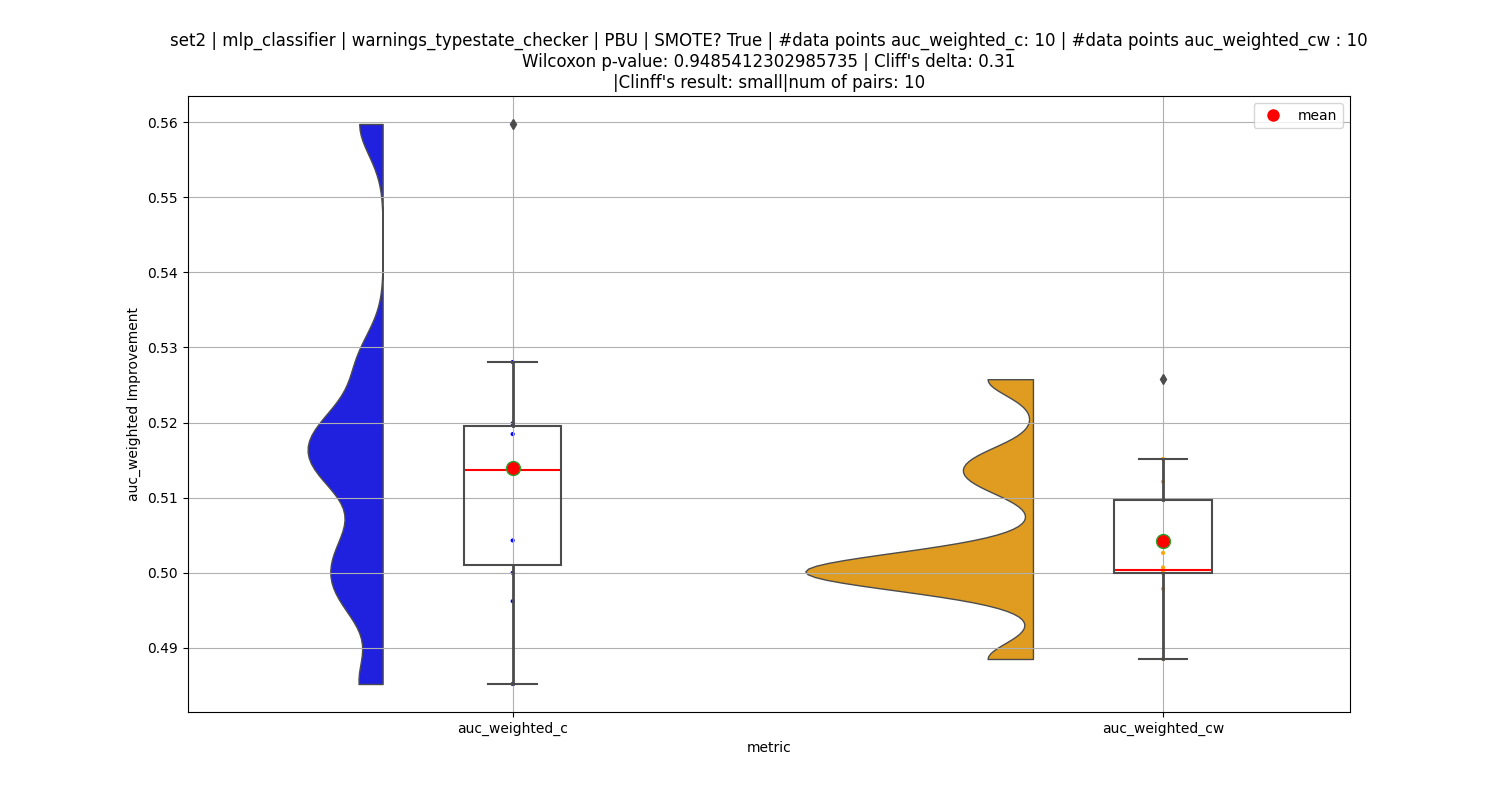 set2 | mlp_classifier | warnings_typestate_checker | PBU | SMOTE? True | #data points auc_weighted_c: 10 | #data points auc_weighted_cw : 10
Wilcoxon p-value: 0.9485412302985735 | Cliff's delta: 0.31
|Clinff's result: small|num of pairs: 10
mean
0.56
0.55
0.54
0.53
0.52
0.51
0.50
0.49
auc_weighted Improvement
auc_weighted_c
auc_weighted_cw
metric